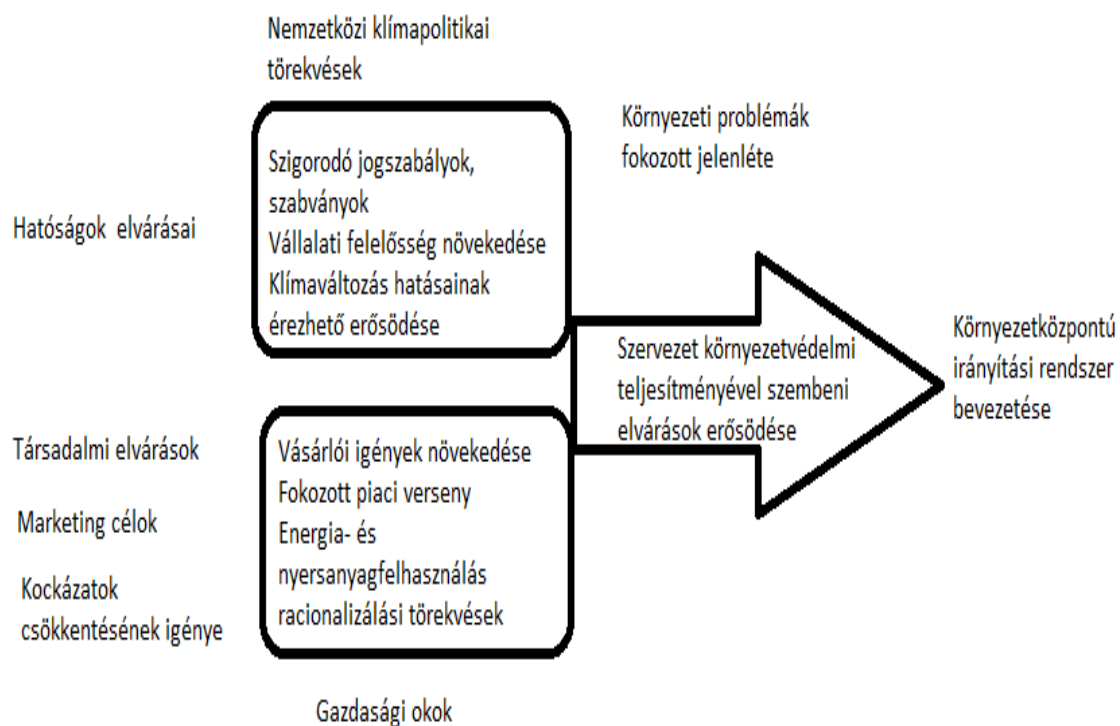 Nemzetközi klímapolitikai
törekvések
Környezeti problémák
fokozott jelenléte
Hatóságok elvárásai
Szigorodó jogszabályok,
szabványok
Vállalati felelősség növekedése
Klímaváltozás hatásainak
érezhető erősödése
Szervezet környezetvédelmi
teljesítményével szembeni
elvárások erősödése
Környezetközpontú
irányítási rendszer
bevezetése
Társadalmi elvárások
Marketing célok
Kockázatok
csökkentésének igénye
Vásárlói igények növekedése
Fokozott piaci verseny
Energia- és
nyersanyagfelhasználás
racionalizálási törekvések
Gazdasági okok